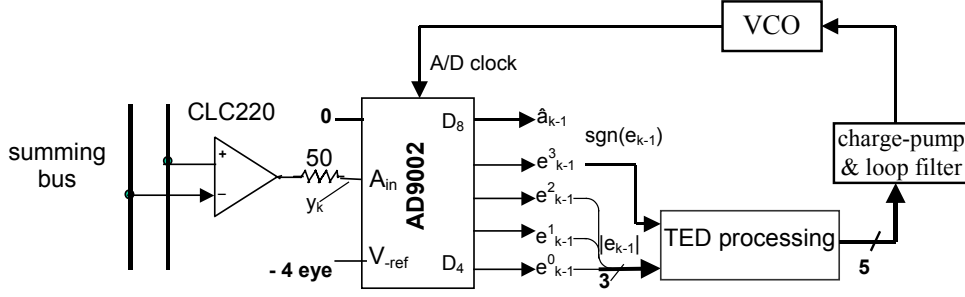 VCO
A/D clock
CLC220
0
D₈
âₖ₋₁
sgn(eₖ₋₁)
charge-pump
& loop filter
summing
bus
+
−
50
yₖ
Aᵢₙ
AD9002
e³ₖ₋₁
e²ₖ₋₁
e¹ₖ₋₁
|eₖ₋₁|
TED processing
- 4 eye
V₋ref
D₄
e⁰ₖ₋₁
3
5